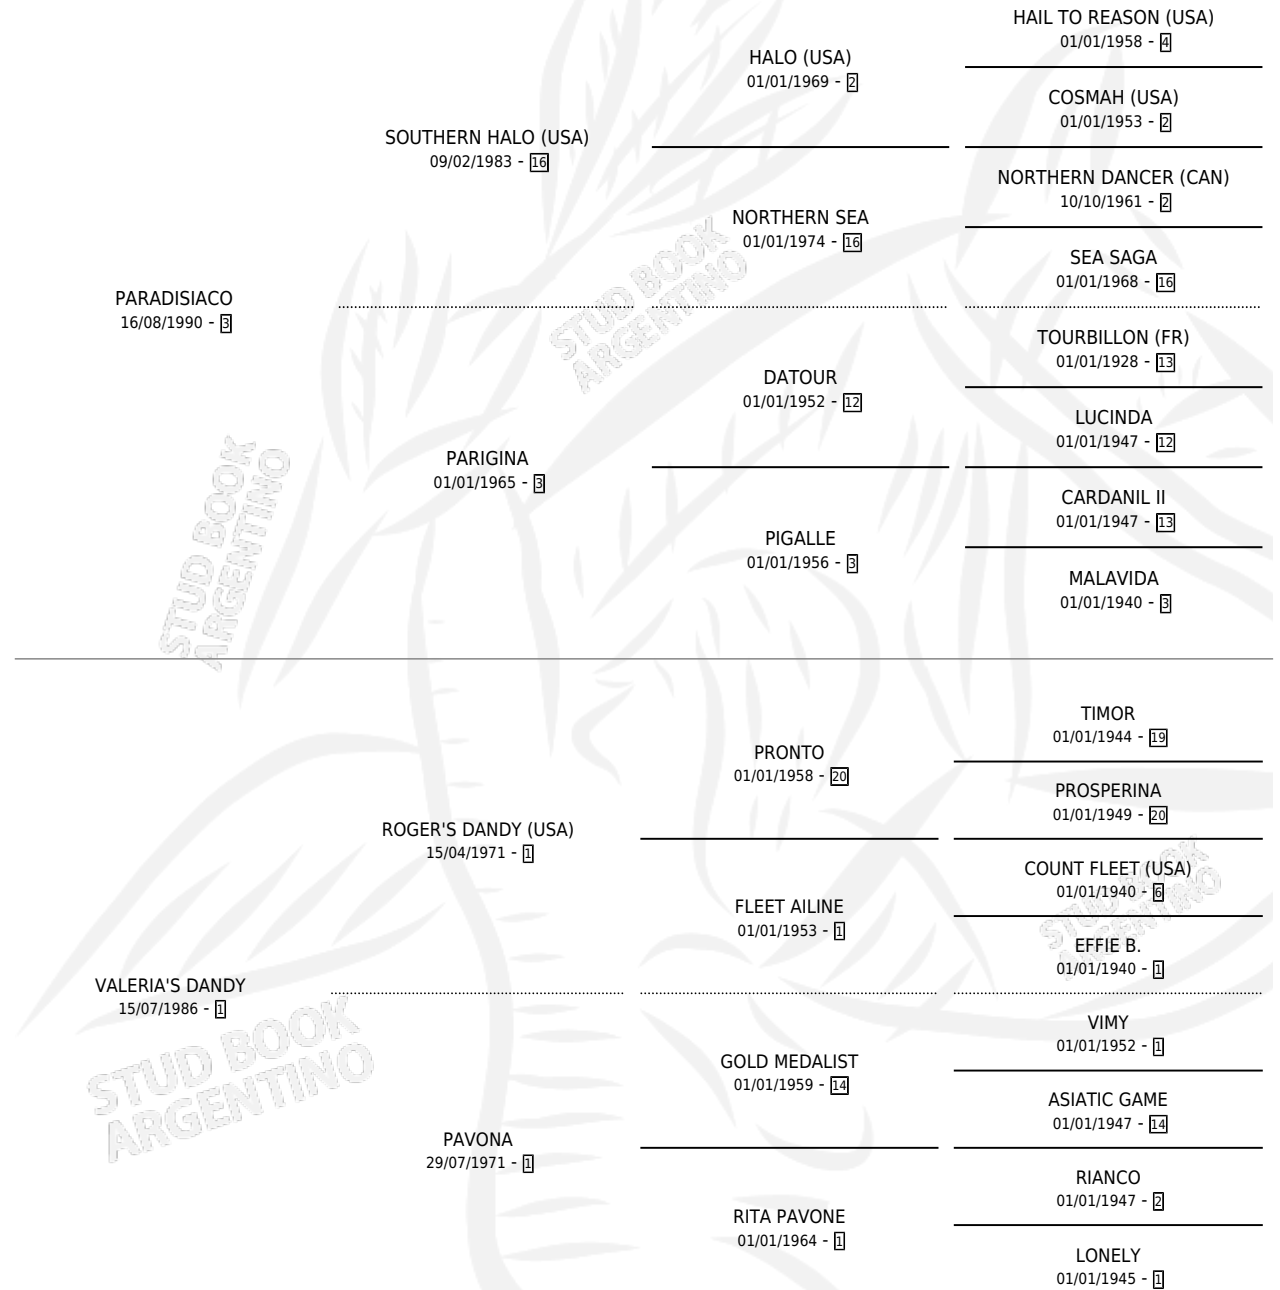 HAIL TO REASON (USA)
01/01/1958 - 4
HALO (USA)
01/01/1969 - 2
COSMAH (USA)
01/01/1953 - 2
SOUTHERN HALO (USA)
09/02/1983 - 16
NORTHERN DANCER (CAN)
10/10/1961 - 2
NORTHERN SEA
01/01/1974 - 16
SEA SAGA
01/01/1968 - 16
PARADISIACO
16/08/1990 - 3
TOURBILLON (FR)
01/01/1928 - 13
DATOUR
01/01/1952 - 12
LUCINDA
01/01/1947 - 12
PARIGINA
01/01/1965 - 3
CARDANIL II
01/01/1947 - 13
PIGALLE
01/01/1956 - 3
MALAVIDA
01/01/1940 - 3
TIMOR
01/01/1944 - 19
PRONTO
01/01/1958 - 20
PROSPERINA
01/01/1949 - 20
ROGER'S DANDY (USA)
15/04/1971 - 1
COUNT FLEET (USA)
01/01/1940 - 6
FLEET AILINE
01/01/1953 - 1
EFFIE B.
01/01/1940 - 1
VALERIA'S DANDY
15/07/1986 - 1
VIMY
01/01/1952 - 1
GOLD MEDALIST
01/01/1959 - 14
ASIATIC GAME
01/01/1947 - 14
PAVONA
29/07/1971 - 1
RIANCO
01/01/1947 - 2
RITA PAVONE
01/01/1964 - 1
LONELY
01/01/1945 - 1
STUD BOOK
ARGENTINO
STUD BOOK
ARGENTINO
STUD BOOK
ARGENTINO
STUD BOOK
ARGENTINO